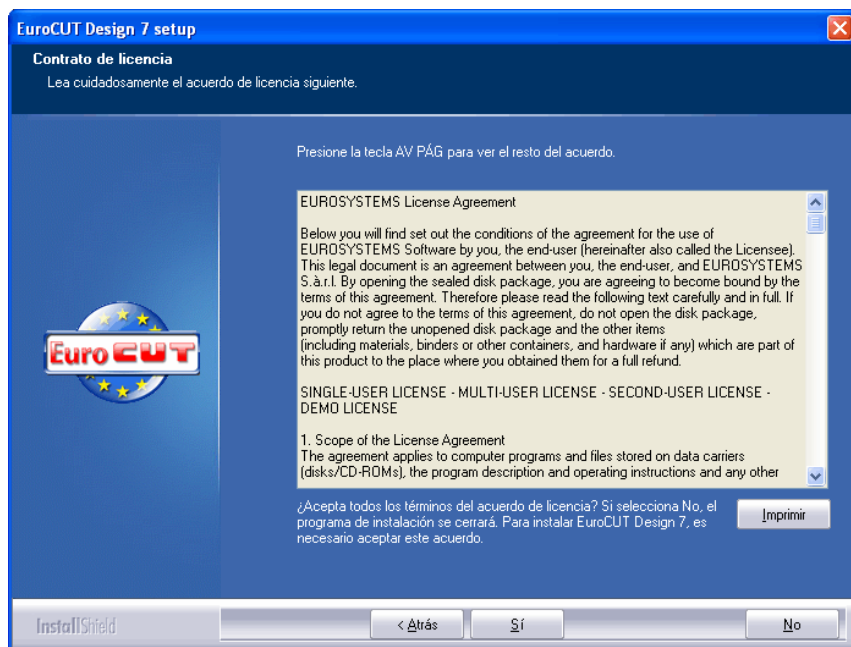 EuroCUT Design 7 setup
Contrato de licencia
Lea cuidadosamente el acuerdo de licencia siguiente.
Presione la tecla AV PÁG para ver el resto del acuerdo.
EUROSYSTEMS License Agreement
Below you will find set out the conditions of the agreement for the use of
EUROSYSTEMS Software by you, the end-user (hereinafter also called the Licensee).
This legal document is an agreement between you, the end-user, and EUROSYSTEMS
S.à.r.l. By opening the sealed disk package, you are agreeing to become bound by the
terms of this agreement. Therefore please read the following text carefully and in full. If
you do not agree to the terms of this agreement, do not open the disk package,
promptly return the unopened disk package and the other items
(including materials, binders or other containers, and hardware if any) which are part of
this product to the place where you obtained them for a full refund.
SINGLE-USER LICENSE - MULTI-USER LICENSE - SECOND-USER LICENSE -
DEMO LICENSE
1. Scope of the License Agreement
The agreement applies to computer programs and files stored on data carriers
(disks/CD-ROMs), the program description and operating instructions and any other
Euro CUT
¿Acepta todos los términos del acuerdo de licencia? Si selecciona No, el
programa de instalación se cerrará. Para instalar EuroCUT Design 7, es
necesario aceptar este acuerdo.
Imprimir
InstallShield
< Atrás
Sí
No